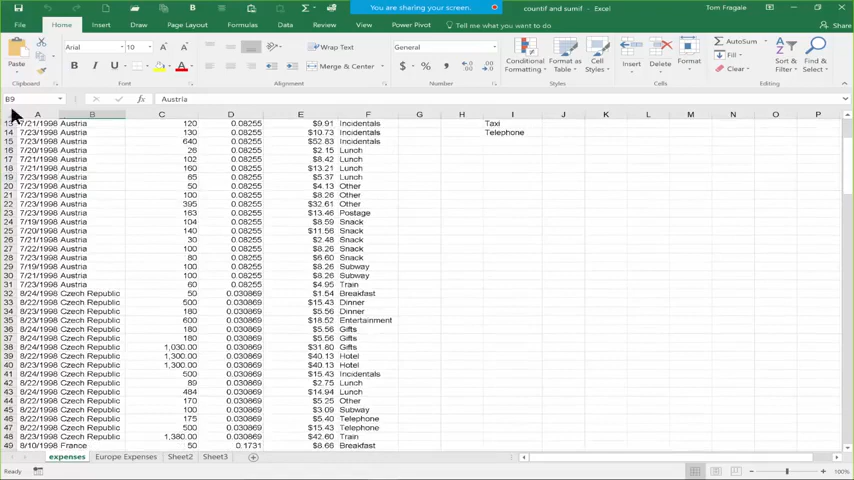 You are sharing your screen.
countif and sumif - Excel
Tom Fragale
File Home Insert Draw Page Layout Formulas Data Review View Power Pivot Tell me what you want to do Share
Paste
Arial 10
B I U
Wrap Text
Merge & Center
General
$ % ,
Conditional Formatting
Format as Table
Cell Styles
Insert Delete Format
AutoSum
Fill
Clear
Sort & Filter
Find & Select
Clipboard Font Alignment Number Styles Cells Editing
B9 fx Austria
A B C D E F G H I J K L M N O P
13 7/21/1998 Austria 120 0.08255 $9.91 Incidentals Taxi
14 7/23/1998 Austria 130 0.08255 $10.73 Incidentals Telephone
15 7/23/1998 Austria 640 0.08255 $52.83 Incidentals
16 7/20/1998 Austria 26 0.08255 $2.15 Lunch
17 7/21/1998 Austria 102 0.08255 $8.42 Lunch
18 7/21/1998 Austria 160 0.08255 $13.21 Lunch
19 7/23/1998 Austria 65 0.08255 $5.37 Lunch
20 7/23/1998 Austria 50 0.08255 $4.13 Other
21 7/23/1998 Austria 100 0.08255 $8.26 Other
22 7/23/1998 Austria 395 0.08255 $32.61 Other
23 7/23/1998 Austria 163 0.08255 $13.46 Postage
24 7/19/1998 Austria 104 0.08255 $8.59 Snack
25 7/20/1998 Austria 140 0.08255 $11.56 Snack
26 7/21/1998 Austria 30 0.08255 $2.48 Snack
27 7/22/1998 Austria 100 0.08255 $8.26 Snack
28 7/23/1998 Austria 80 0.08255 $6.60 Snack
29 7/19/1998 Austria 100 0.08255 $8.26 Subway
30 7/21/1998 Austria 100 0.08255 $8.26 Subway
31 7/21/1998 Austria 60 0.08255 $4.95 Train
32 8/24/1998 Czech Republic 50 0.030869 $1.54 Breakfast
33 8/22/1998 Czech Republic 500 0.030869 $15.43 Dinner
34 8/23/1998 Czech Republic 180 0.030869 $5.56 Dinner
35 8/23/1998 Czech Republic 600 0.030869 $18.52 Entertainment
36 8/24/1998 Czech Republic 180 0.030869 $5.56 Gifts
37 8/24/1998 Czech Republic 180 0.030869 $5.56 Gifts
38 8/24/1998 Czech Republic 1,030.00 0.030869 $31.80 Gifts
39 8/22/1998 Czech Republic 1,300.00 0.030869 $40.13 Hotel
40 8/23/1998 Czech Republic 1,300.00 0.030869 $40.13 Hotel
41 8/24/1998 Czech Republic 500 0.030869 $15.43 Incidentals
42 8/23/1998 Czech Republic 89 0.030869 $2.75 Lunch
43 8/24/1998 Czech Republic 484 0.030869 $14.94 Lunch
44 8/22/1998 Czech Republic 170 0.030869 $5.25 Other
45 8/22/1998 Czech Republic 100 0.030869 $3.09 Subway
46 8/22/1998 Czech Republic 175 0.030869 $5.40 Telephone
47 8/22/1998 Czech Republic 500 0.030869 $15.43 Telephone
48 8/23/1998 Czech Republic 1,380.00 0.030869 $42.60 Train
49 8/10/1998 France 50 0.1731 $8.66 Breakfast
expenses Europe Expenses Sheet2 Sheet3
Ready 100%